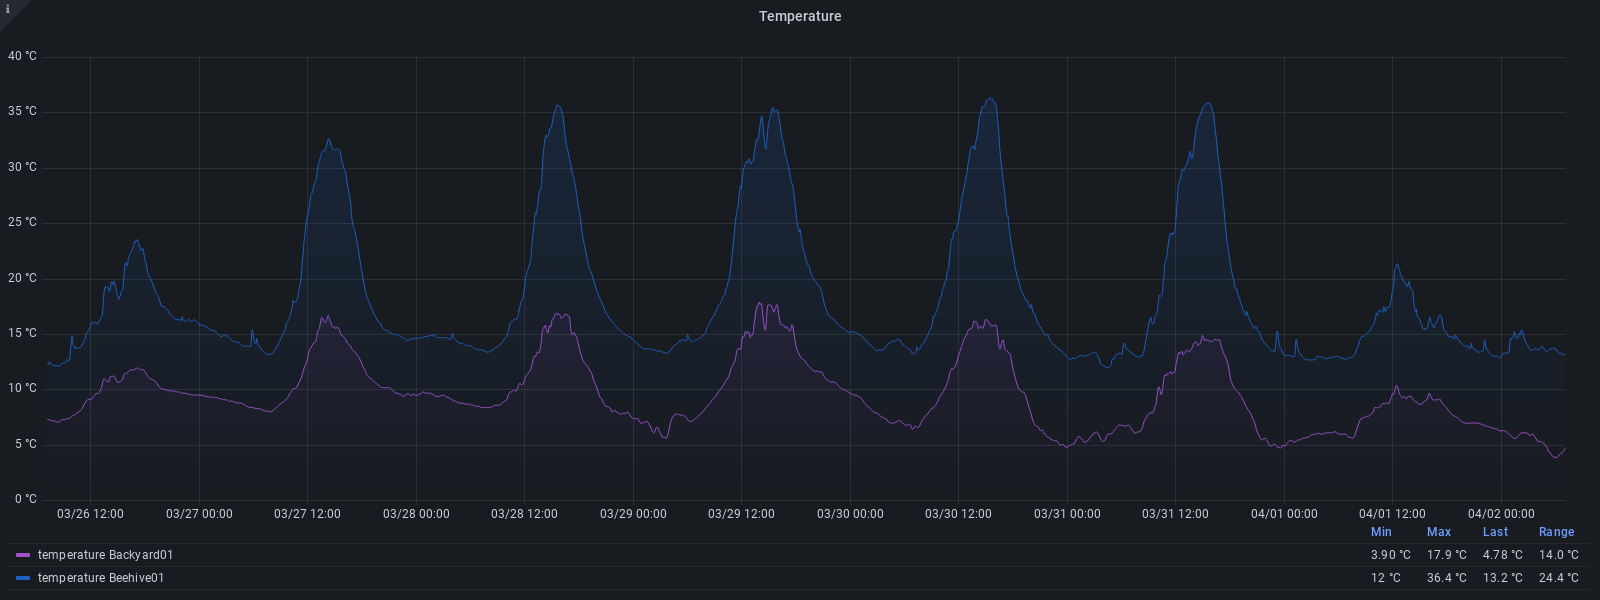 i
Temperature
40 °C
35 °C
30 °C
25 °C
20 °C
15 °C
10 °C
5 °C
0 °C
03/26 12:00 03/27 00:00 03/27 12:00 03/28 00:00 03/28 12:00 03/29 00:00 03/29 12:00 03/30 00:00 03/30 12:00 03/31 00:00 03/31 12:00 04/01 00:00 04/01 12:00 04/02 00:00
Min Max Last Range
temperature Backyard01 3.90 °C 17.9 °C 4.78 °C 14.0 °C
temperature Beehive01 12 °C 36.4 °C 13.2 °C 24.4 °C